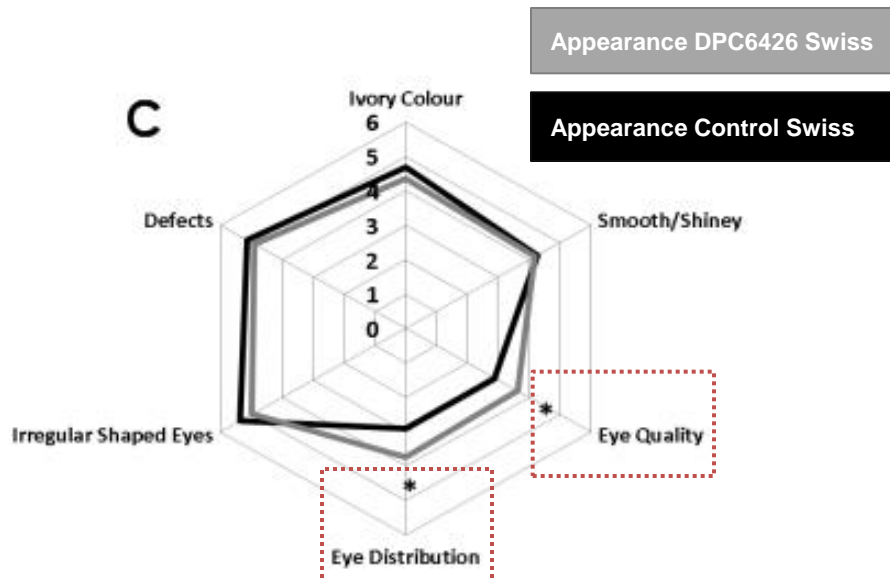 Appearance DPC6426 Swiss
Appearance Control Swiss
C
Ivory Colour
6
5
4
3
2
1
0
Defects
Smooth/Shiney
Irregular Shaped Eyes
*
Eye Quality
*
Eye Distribution